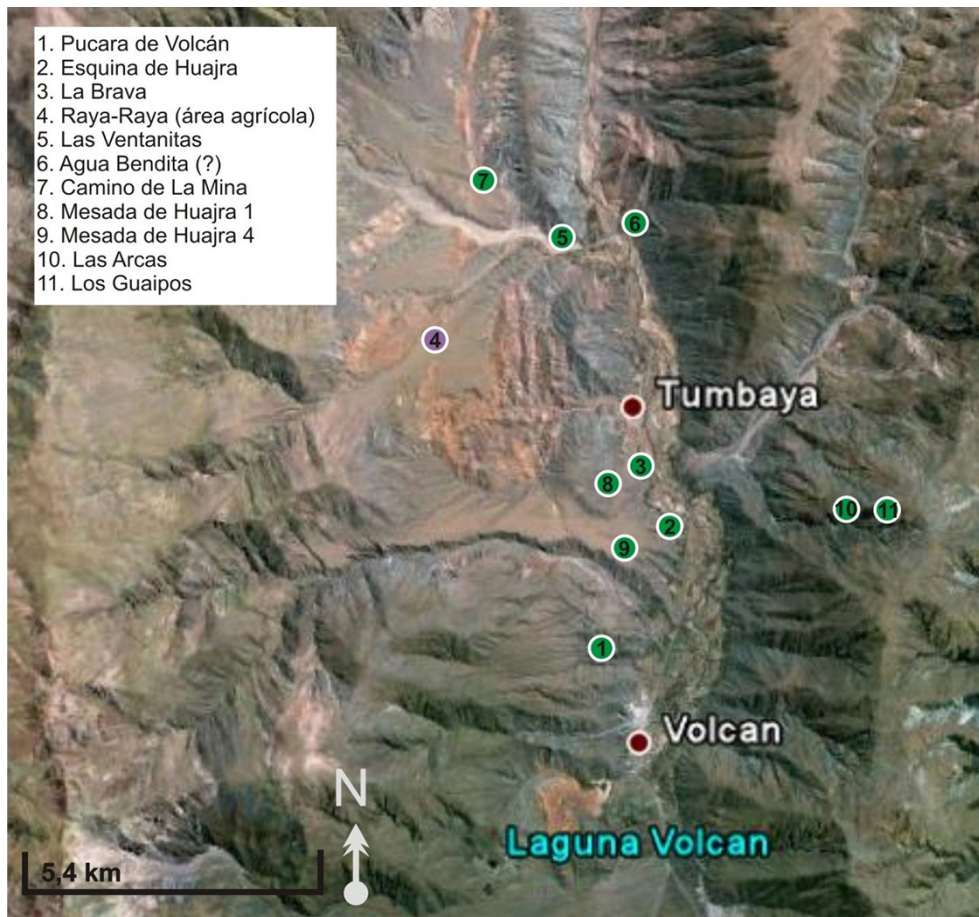 1. Pucara de Volcán
2. Esquina de Huajra
3. La Brava
4. Raya-Raya (área agrícola)
5. Las Ventanitas
6. Agua Bendita (?)
7. Camino de La Mina
8. Mesada de Huajra 1
9. Mesada de Huajra 4
10. Las Arcas
11. Los Guaipos
7
6
5
4
Tumbaya
3
8
10
11
2
9
1
Volcan
N
Laguna Volcan
5,4 km